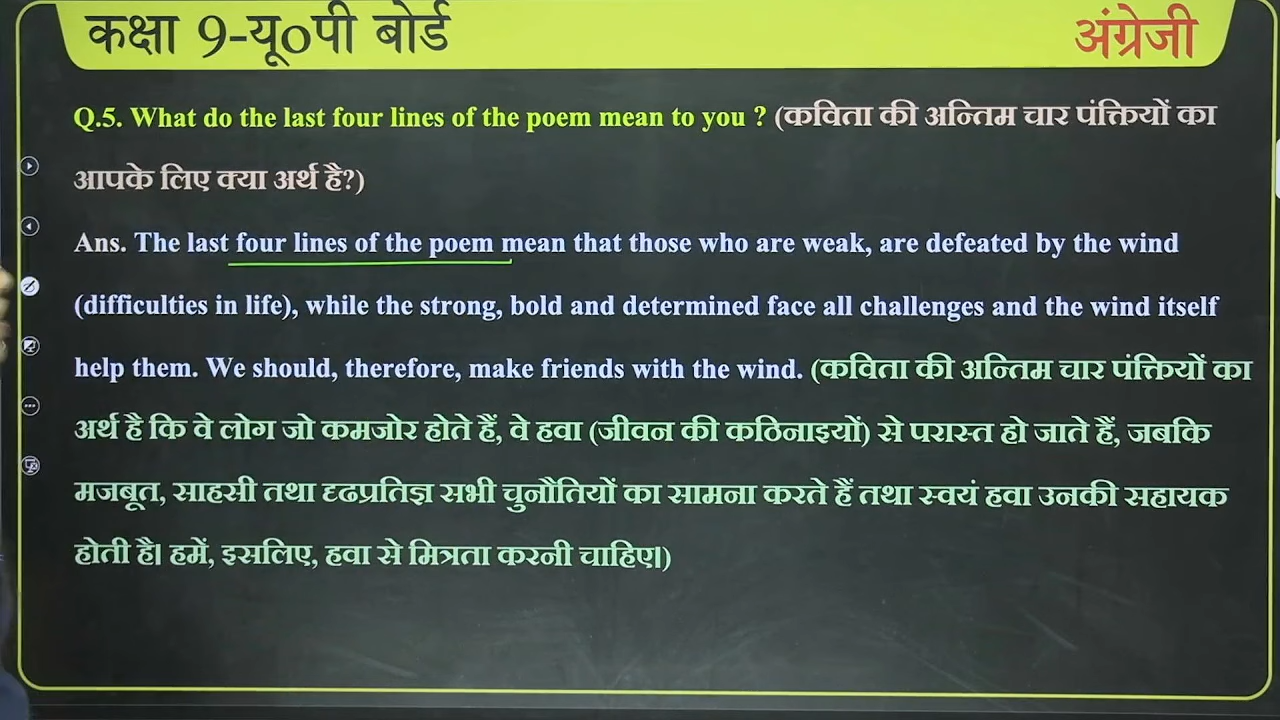 कक्षा 9-यू0पी बोर्ड
अंग्रेजी
Q.5. What do the last four lines of the poem mean to you ? (कविता की अन्तिम चार पंक्तियों का
आपके लिए क्या अर्थ है?)
Ans. The last four lines of the poem mean that those who are weak, are defeated by the wind
(difficulties in life), while the strong, bold and determined face all challenges and the wind itself
help them. We should, therefore, make friends with the wind. (कविता की अन्तिम चार पंक्तियों का
अर्थ है कि वे लोग जो कमजोर होते हैं, वे हवा (जीवन की कठिनाइयों) से परास्त हो जाते हैं, जबकि
मजबूत, साहसी तथा दृढप्रतिज्ञ सभी चुनौतियों का सामना करते हैं तथा स्वयं हवा उनकी सहायक
होती है। हमें, इसलिए, हवा से मित्रता करनी चाहिए।)